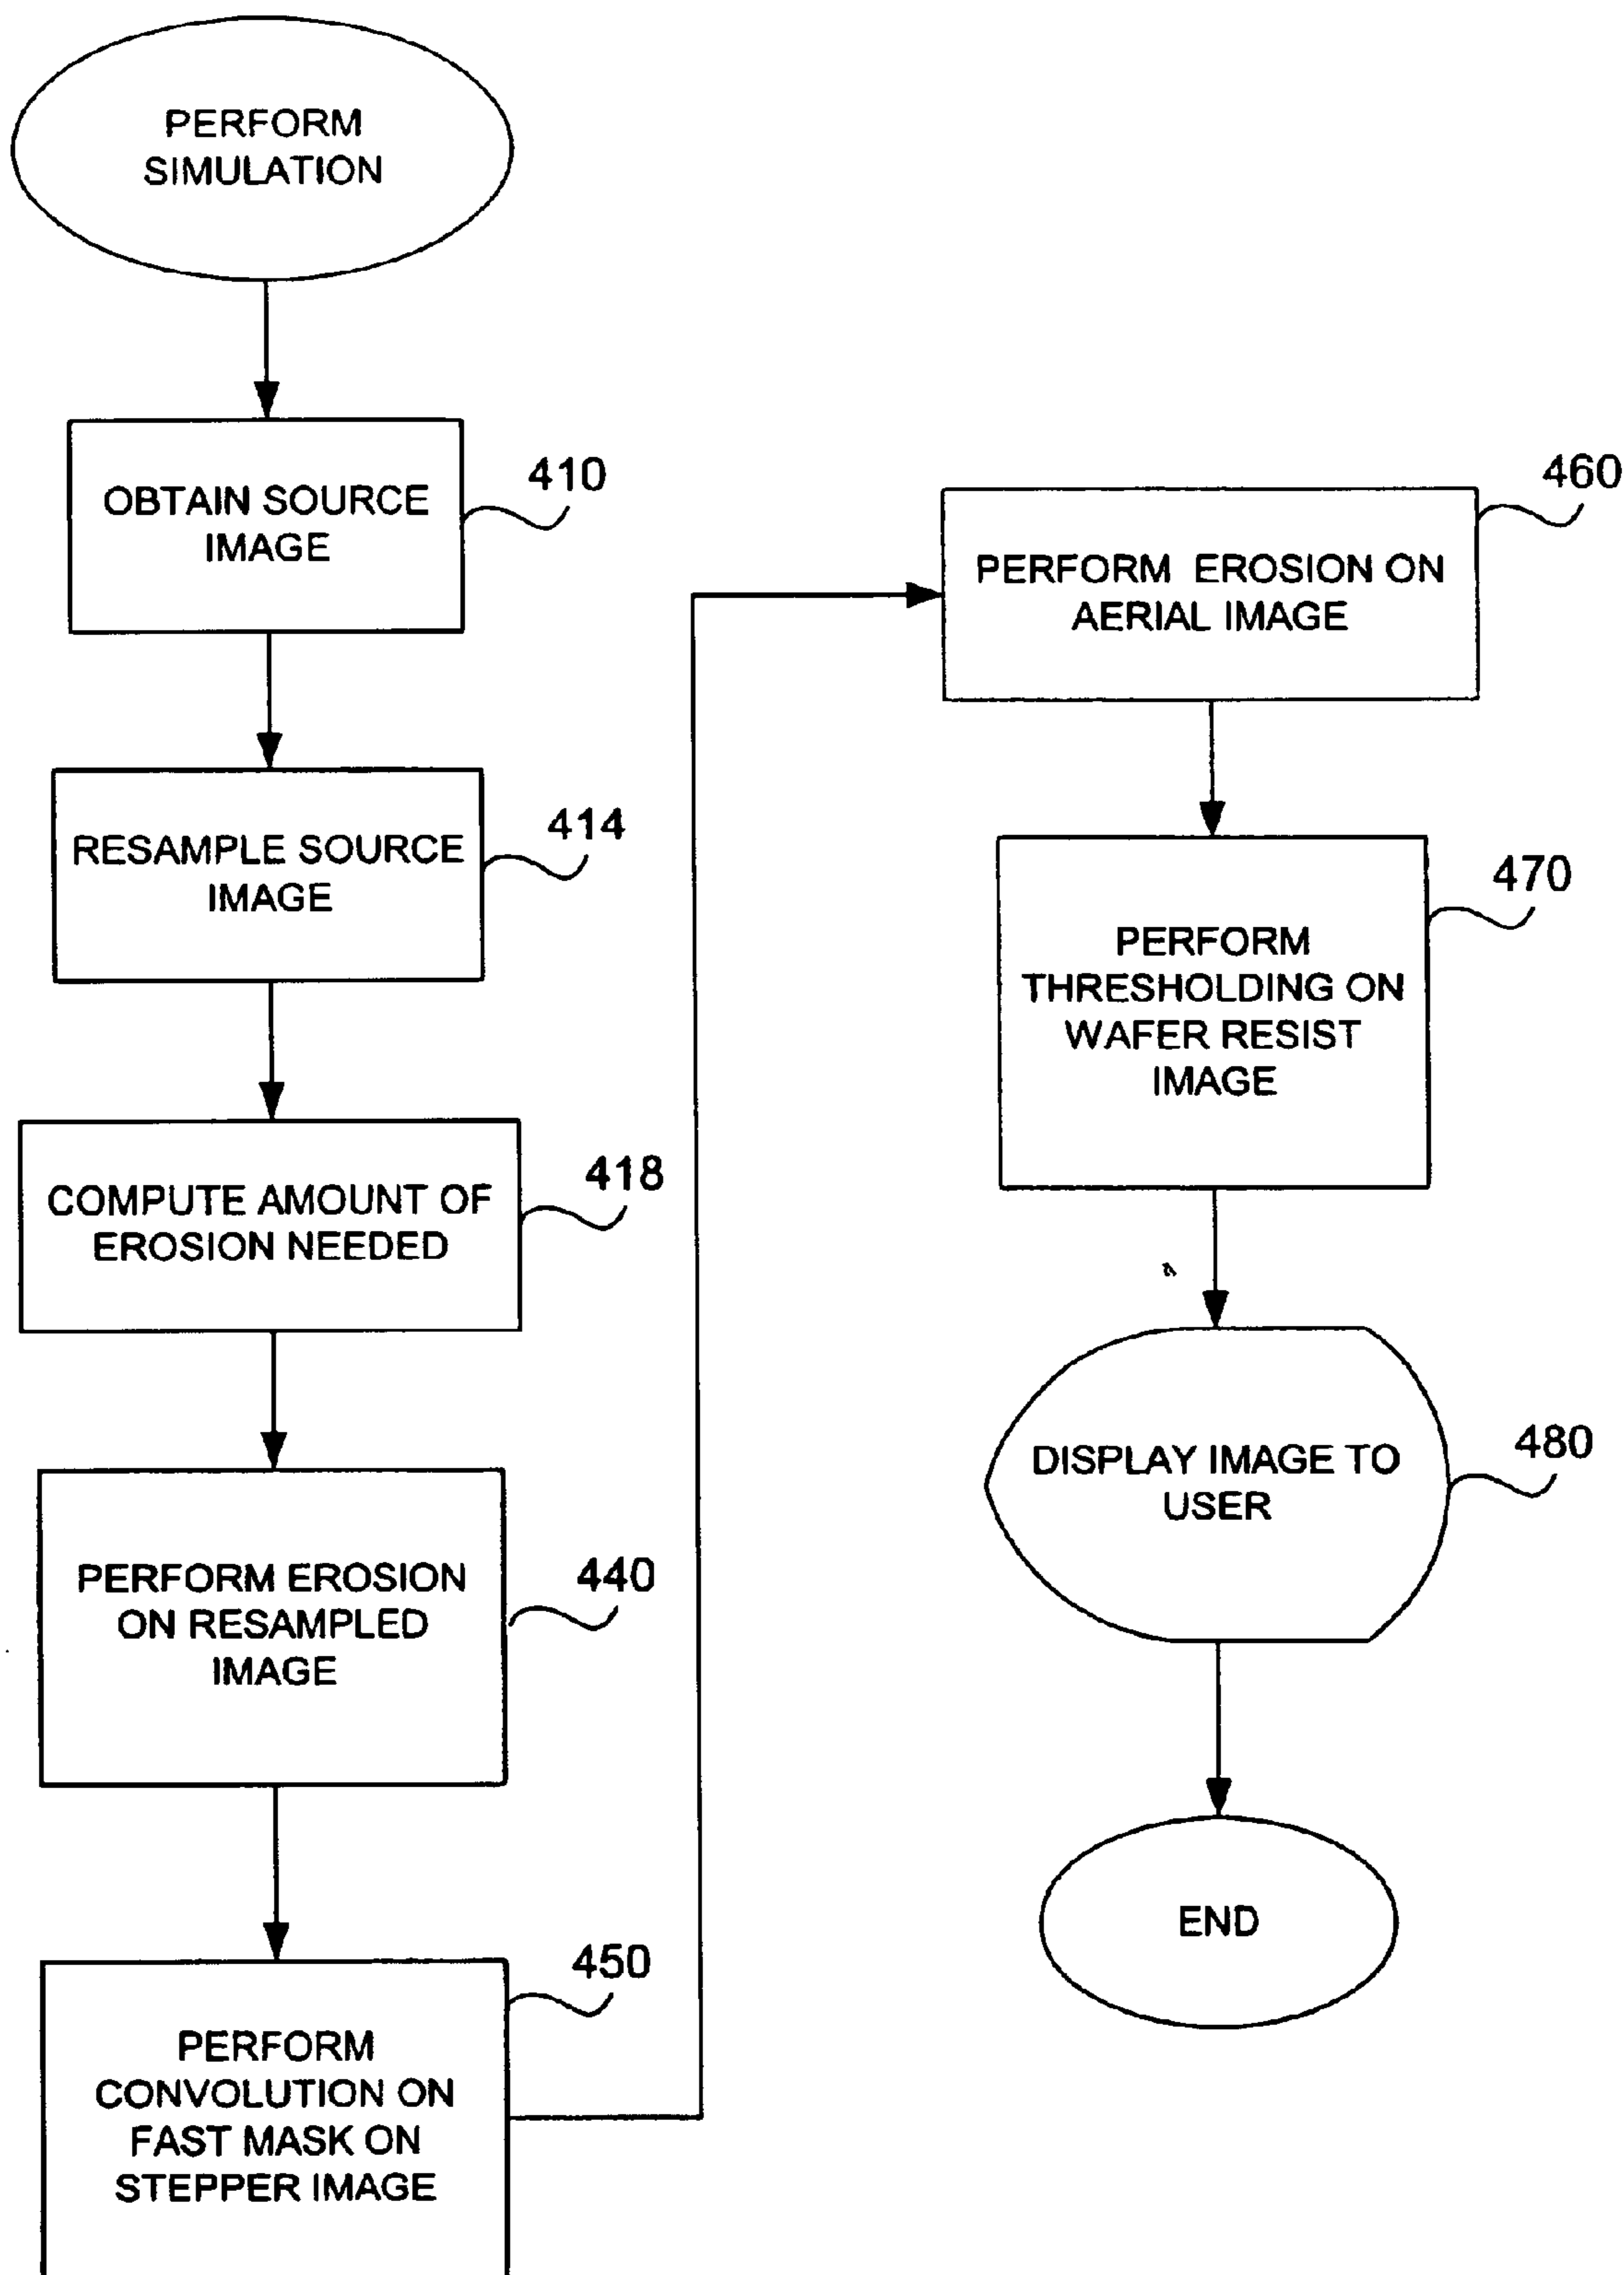 PERFORM
SIMULATION
OBTAIN SOURCE
IMAGE
410
RESAMPLE SOURCE
IMAGE
414
COMPUTE AMOUNT OF
EROSION NEEDED
418
PERFORM EROSION
ON RESAMPLED
IMAGE
440
PERFORM
CONVOLUTION ON
FAST MASK ON
STEPPER IMAGE
450
PERFORM EROSION ON
AERIAL IMAGE
460
PERFORM
THRESHOLDING ON
WAFER RESIST
IMAGE
470
DISPLAY IMAGE TO
USER
480
END